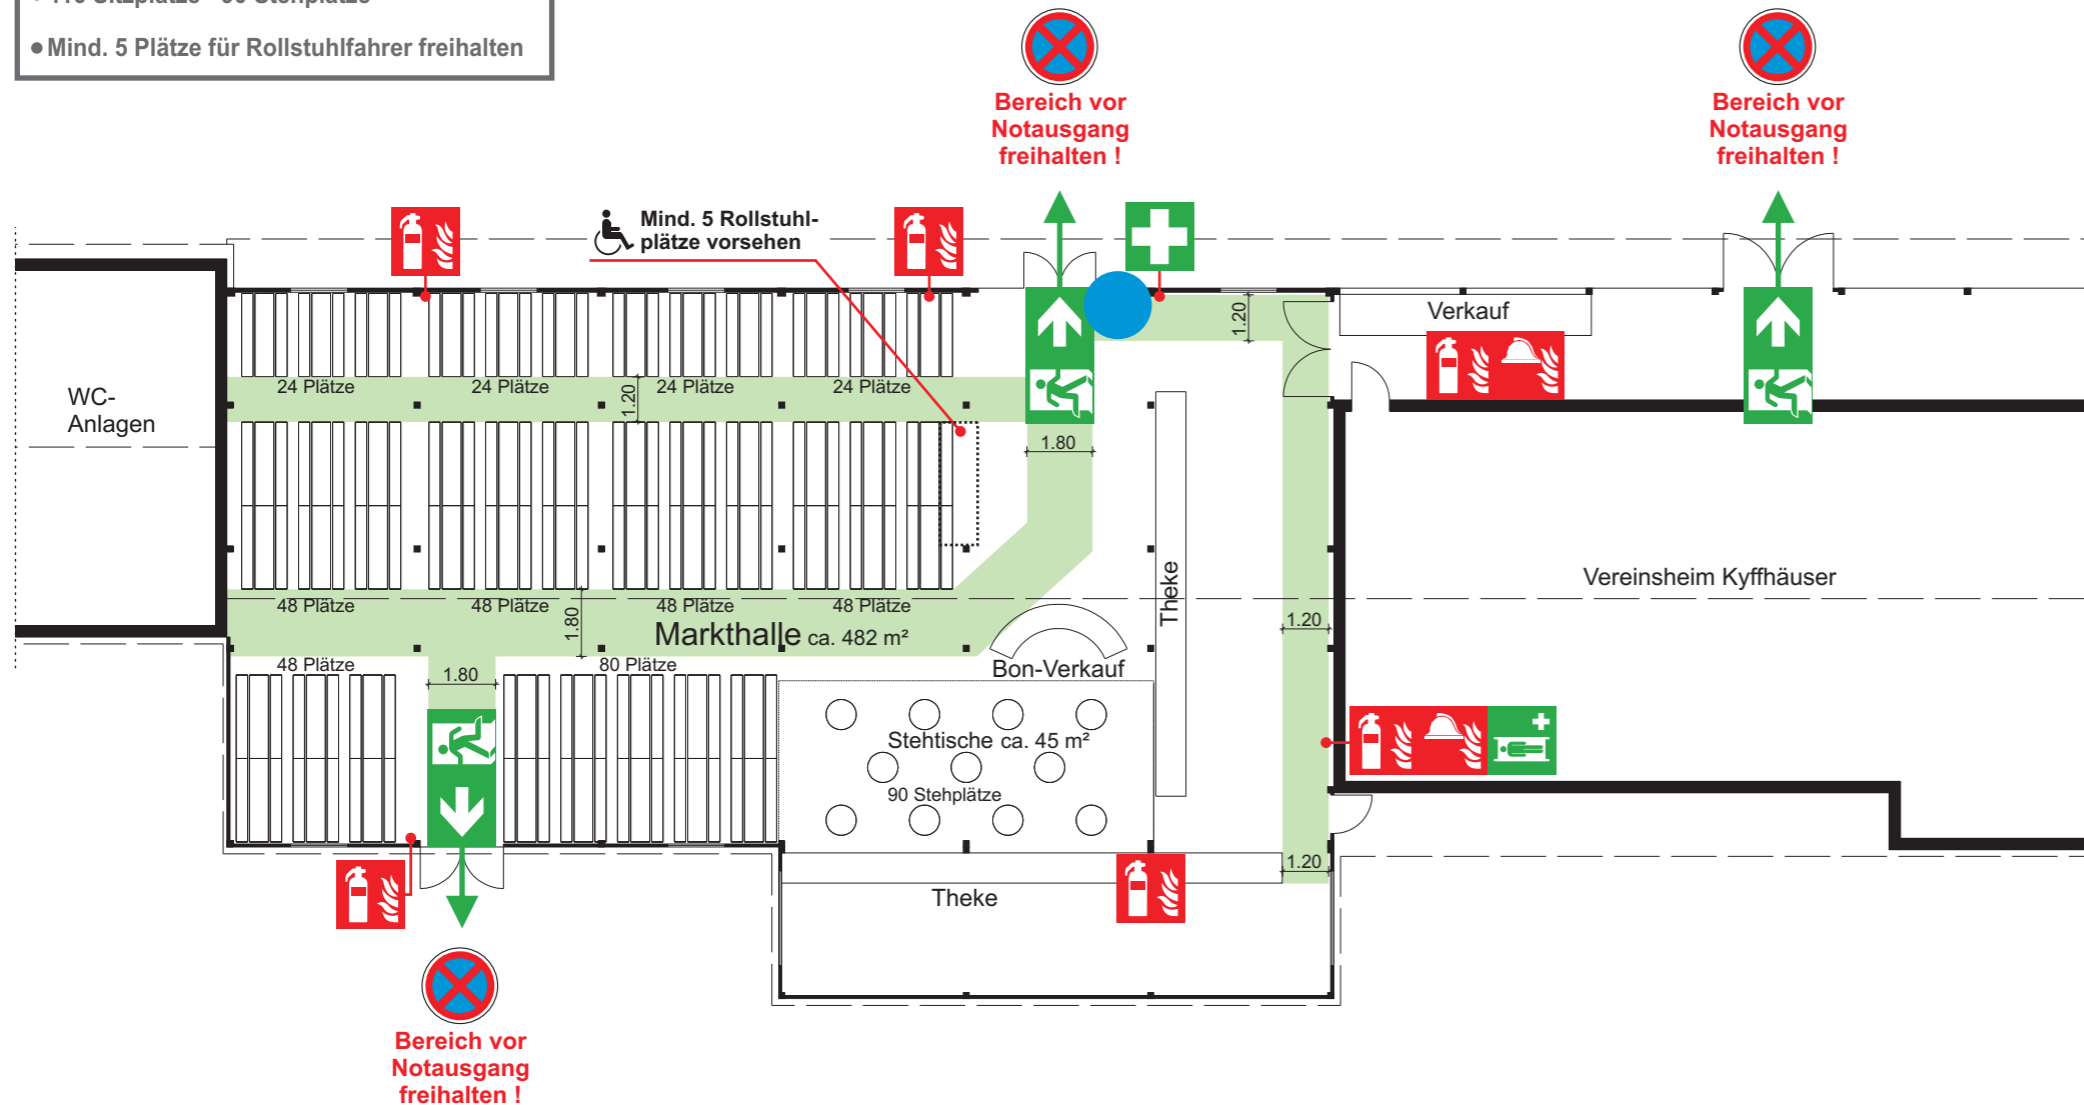 ● Mind. 5 Plätze für Rollstuhlfahrer freihalten
Bereich vor
Notausgang
freihalten !
Bereich vor
Notausgang
freihalten !
Mind. 5 Rollstuhl-
plätze vorsehen
1.20
Verkauf
WC-
Anlagen
24 Plätze
24 Plätze
24 Plätze
24 Plätze
1.20
1.80
Vereinsheim Kyffhäuser
Theke
48 Plätze
48 Plätze
48 Plätze
48 Plätze
1.80
1.20
Markthalle ca. 482 m²
48 Plätze
80 Plätze
1.80
Bon-Verkauf
Stehtische ca. 45 m²
90 Stehplätze
1.20
Theke
Bereich vor
Notausgang
freihalten !